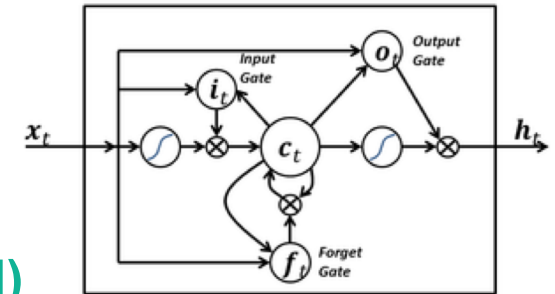 Output
Gate
o_t
Input
Gate
i_t
x_t
c_t
h_t
f_t
Forget
Gate
l)